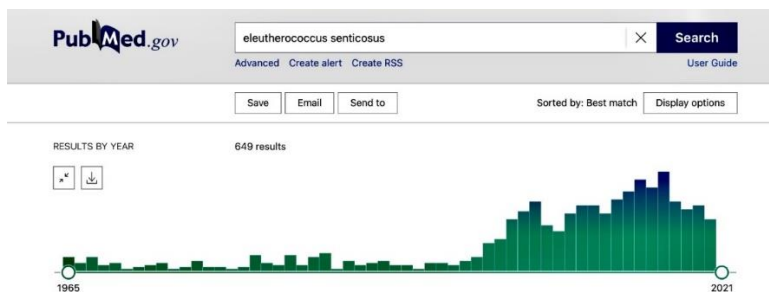 PubMed.gov
eleutherococcus senticosus
Search
Advanced Create alert Create RSS
User Guide
Save Email Send to
Sorted by: Best match Display options
RESULTS BY YEAR
649 results
1965
2021